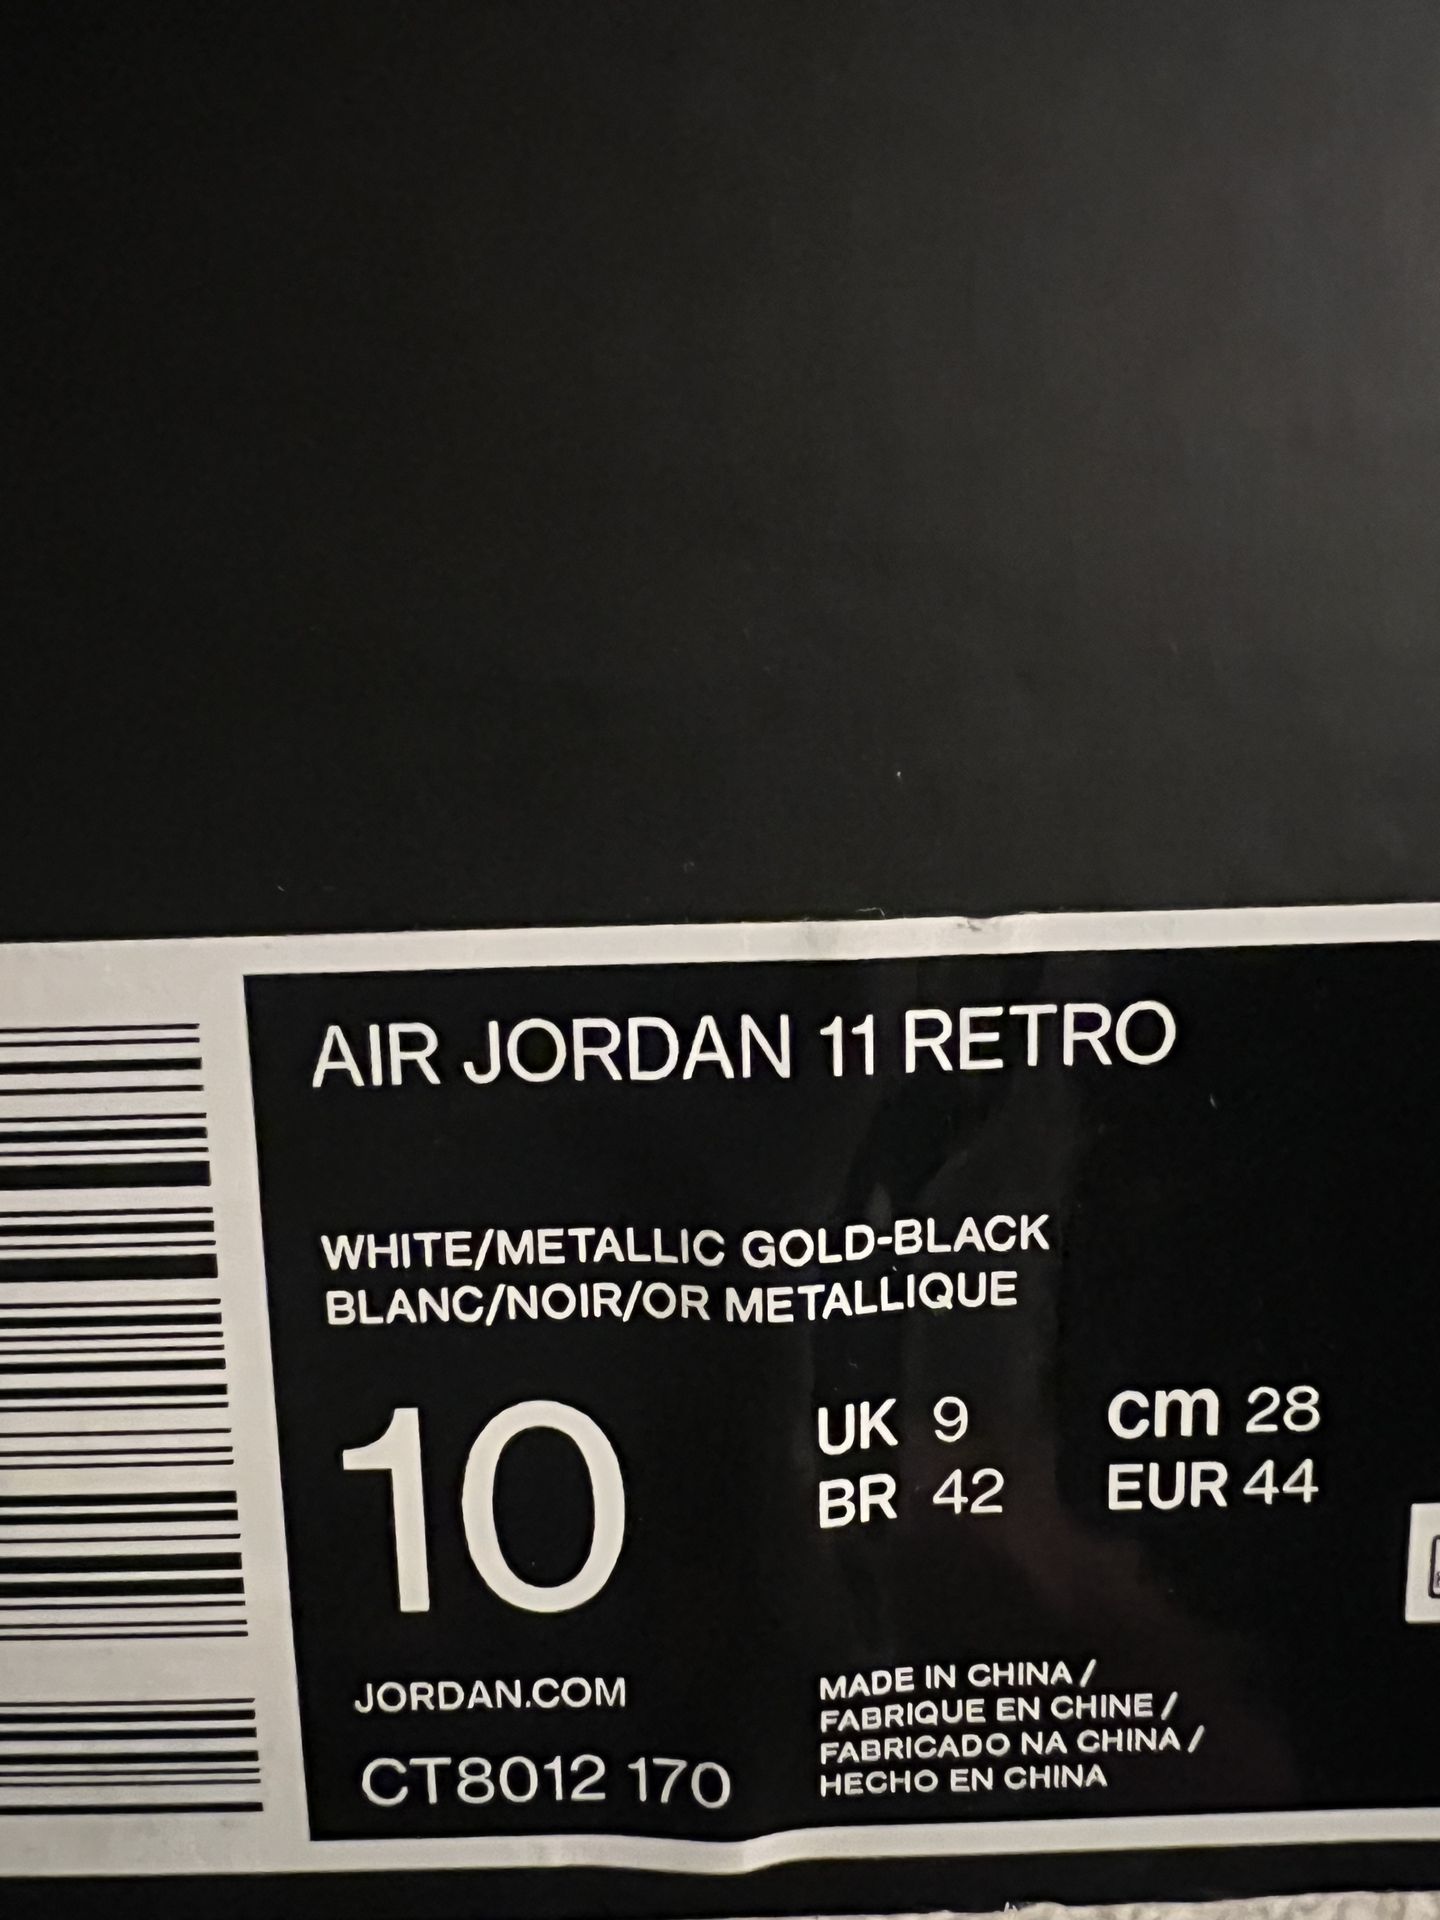 AIR JORDAN 11 RETRO
WHITE/METALLIC GOLD-BLACK
BLANC/NOIR/OR METALLIQUE
10
UK 9 cm 28
BR 42 EUR 44
JORDAN.COM
CT8012 170
MADE IN CHINA /
FABRIQUE EN CHINE /
FABRICADO NA CHINA /
HECHO EN CHINA